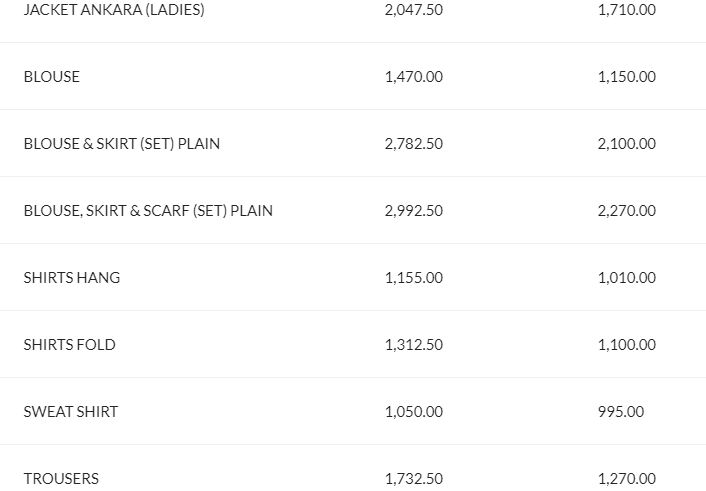 JACKET ANKARA (LADIES) 2,047.50 1,710.00
BLOUSE 1,470.00 1,150.00
BLOUSE & SKIRT (SET) PLAIN 2,782.50 2,100.00
BLOUSE, SKIRT & SCARF (SET) PLAIN 2,992.50 2,270.00
SHIRTS HANG 1,155.00 1,010.00
SHIRTS FOLD 1,312.50 1,100.00
SWEAT SHIRT 1,050.00 995.00
TROUSERS 1,732.50 1,270.00